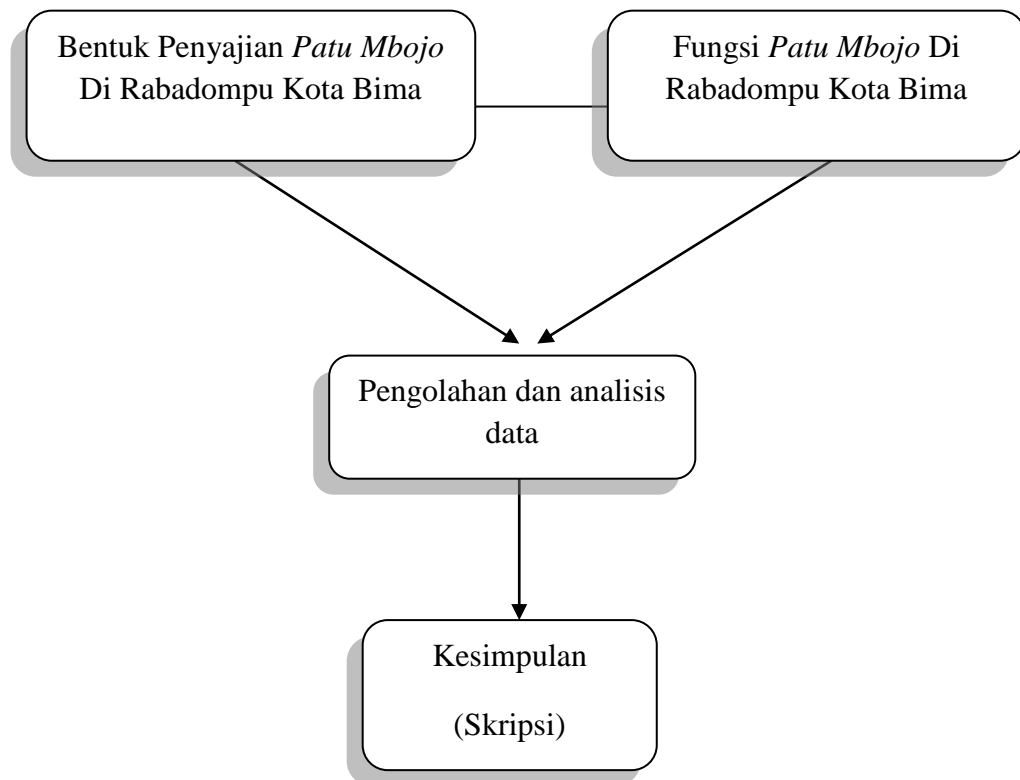 Bentuk Penyajian Patu Mbojo
Di Rabadompu Kota Bima
Fungsi Patu Mbojo Di
Rabadompu Kota Bima
Pengolahan dan analisis
data
Kesimpulan
(Skripsi)